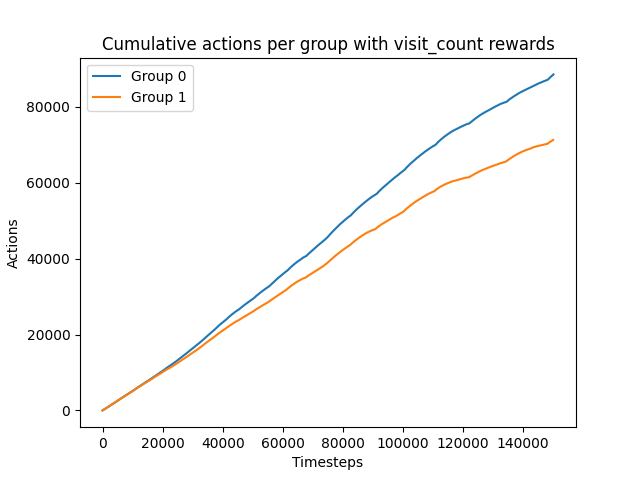 Cumulative actions per group with visit_count rewards
Group 0
Group 1
80000
60000
40000
20000
0
Actions
0 20000 40000 60000 80000 100000 120000 140000
Timesteps